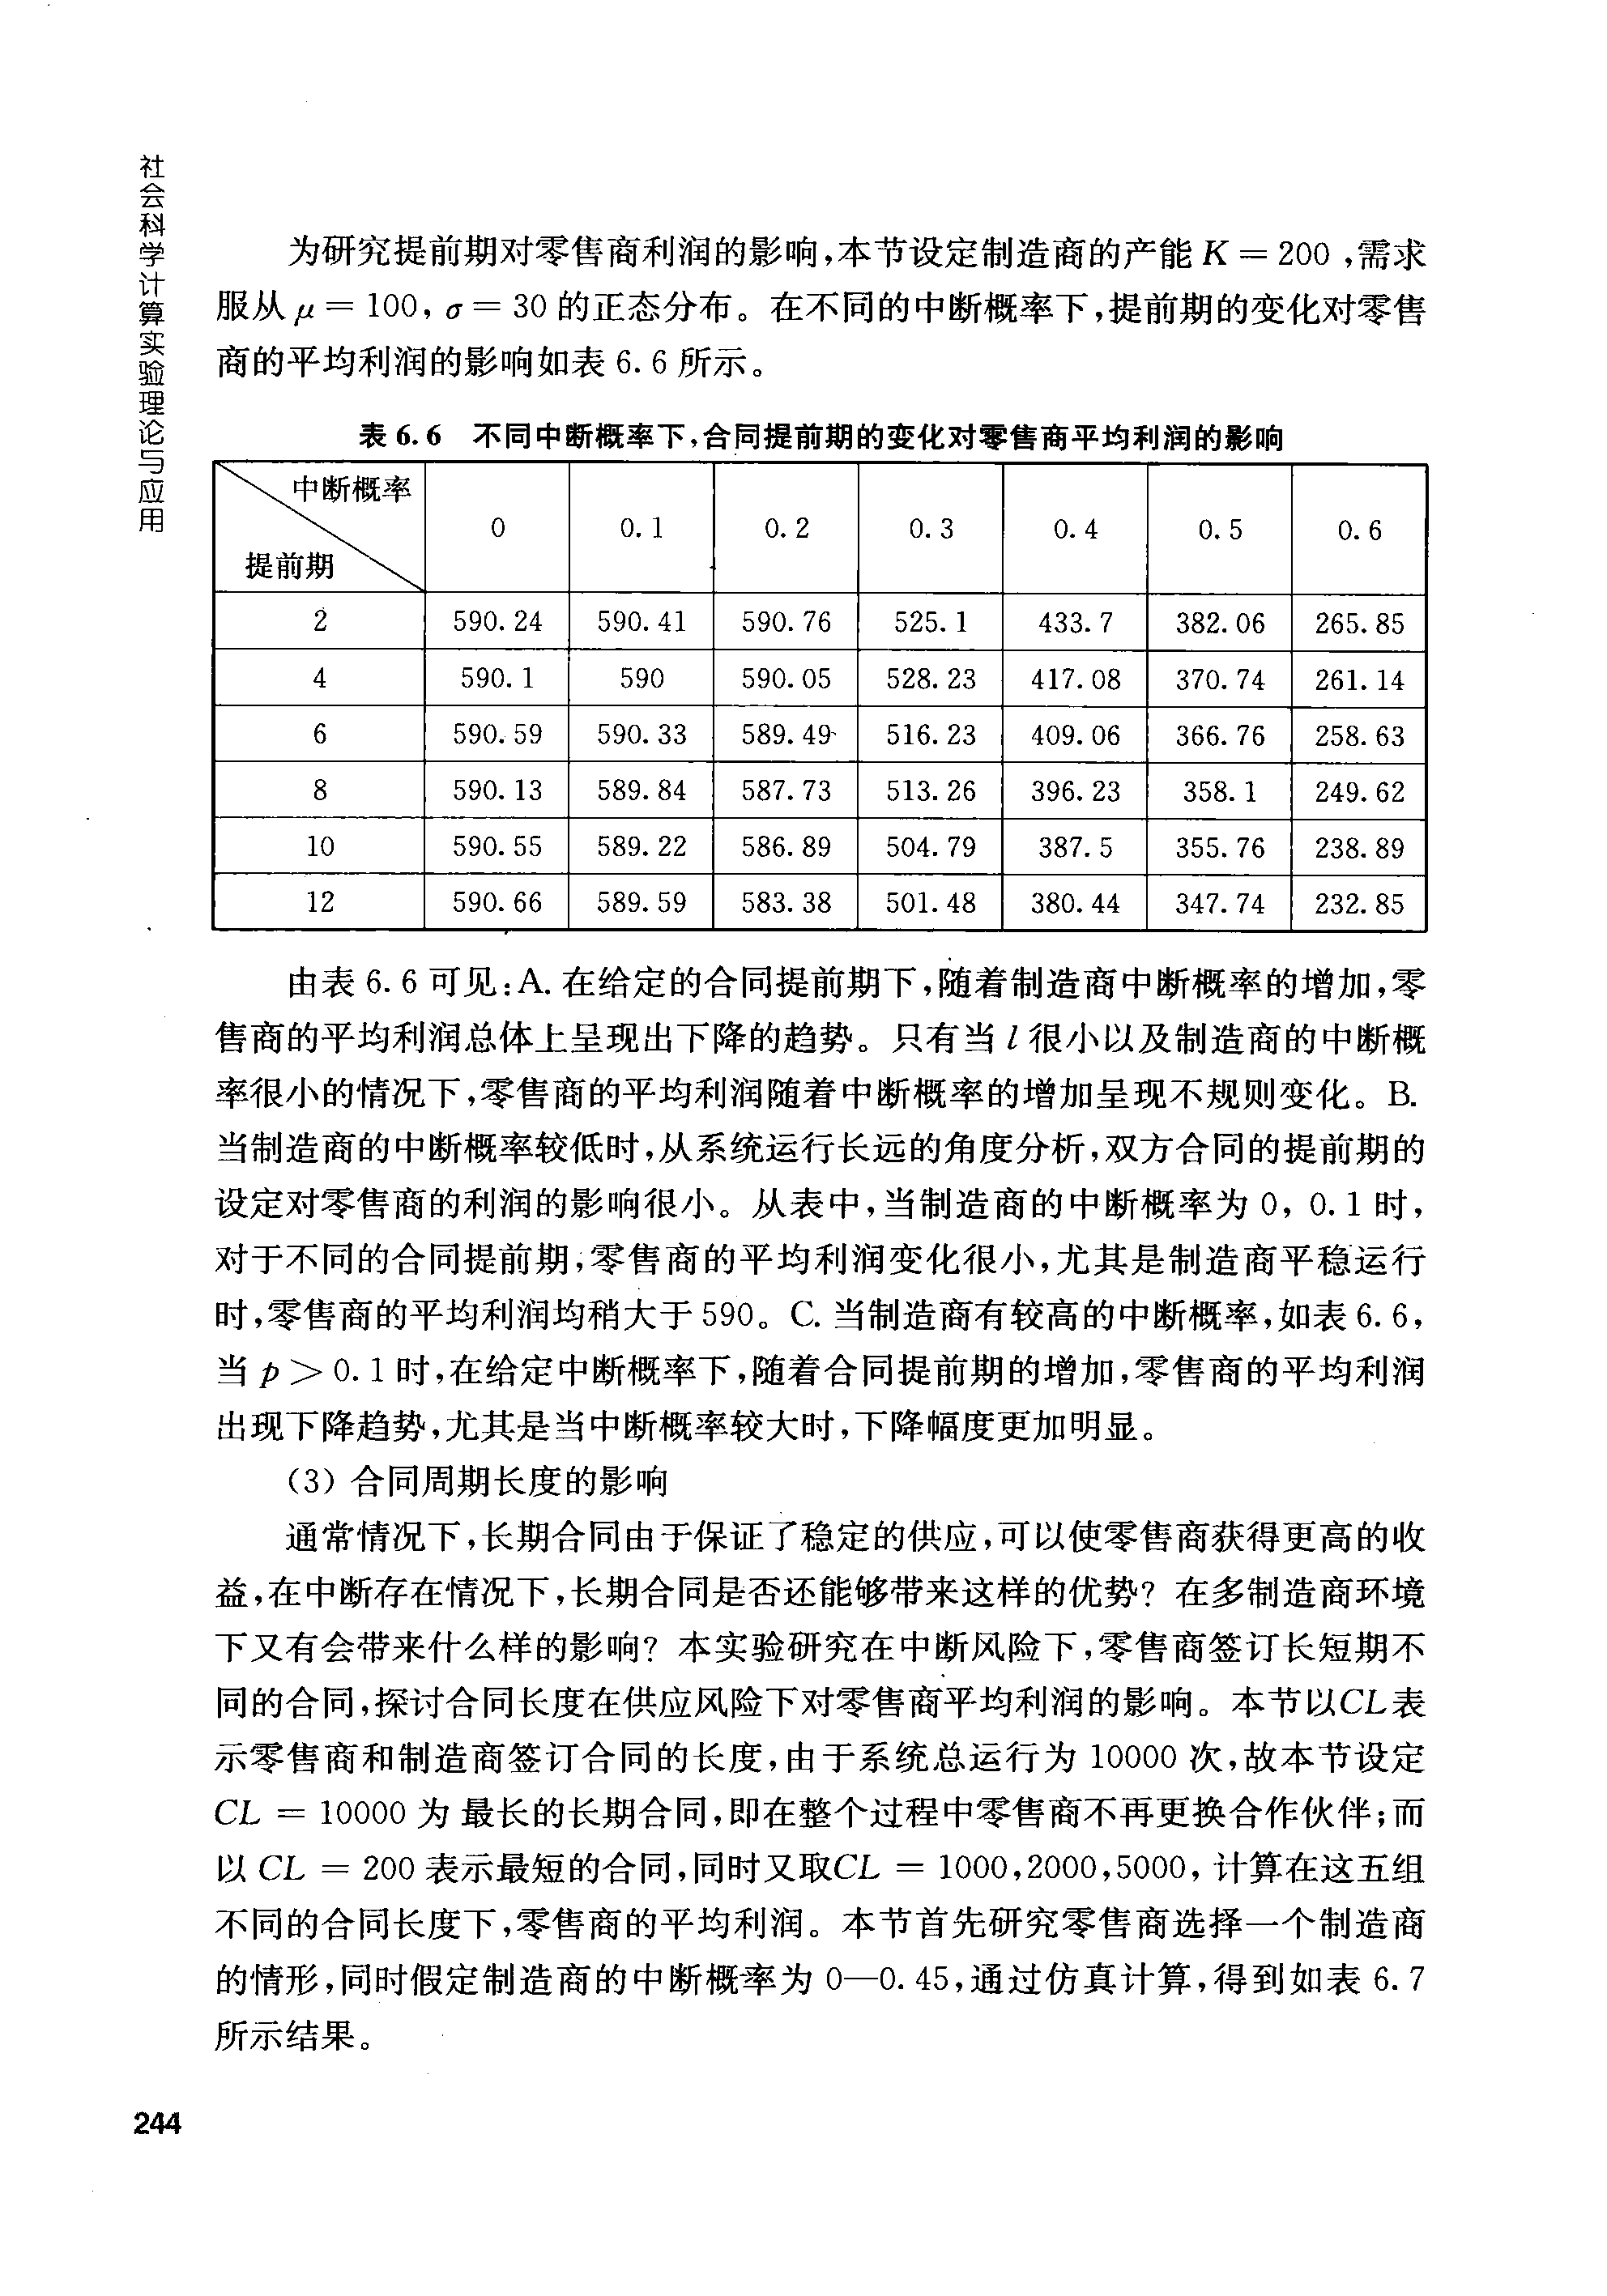 社会科学计算实验理论与应用
为研究提前期对零售商利润的影响,本节设定制造商的产能 K = 200 ,需求
服从 μ = 100, σ = 30 的正态分布。在不同的中断概率下,提前期的变化对零售
商的平均利润的影响如表 6.6 所示。
表 6.6 不同中断概率下,合同提前期的变化对零售商平均利润的影响
中断概率
提前期 0 0.1 0.2 0.3 0.4 0.5 0.6
2 590.24 590.41 590.76 525.1 433.7 382.06 265.85
4 590.1 590 590.05 528.23 417.08 370.74 261.14
6 590.59 590.33 589.49 516.23 409.06 366.76 258.63
8 590.13 589.84 587.73 513.26 396.23 358.1 249.62
10 590.55 589.22 586.89 504.79 387.5 355.76 238.89
12 590.66 589.59 583.38 501.48 380.44 347.74 232.85
由表 6.6 可见:A. 在给定的合同提前期下,随着制造商中断概率的增加,零
售商的平均利润总体上呈现出下降的趋势。只有当 l 很小以及制造商的中断概
率很小的情况下,零售商的平均利润随着中断概率的增加呈现不规则变化。B.
当制造商的中断概率较低时,从系统运行长远的角度分析,双方合同的提前期的
设定对零售商的利润的影响很小。从表中,当制造商的中断概率为 0, 0.1 时,
对于不同的合同提前期,零售商的平均利润变化很小,尤其是制造商平稳运行
时,零售商的平均利润均稍大于 590。C. 当制造商有较高的中断概率,如表 6.6,
当 p > 0.1 时,在给定中断概率下,随着合同提前期的增加,零售商的平均利润
出现下降趋势,尤其是当中断概率较大时,下降幅度更加明显。
(3) 合同周期长度的影响
通常情况下,长期合同由于保证了稳定的供应,可以使零售商获得更高的收
益,在中断存在情况下,长期合同是否还能够带来这样的优势? 在多制造商环境
下又有会带来什么样的影响? 本实验研究在中断风险下,零售商签订长短期不
同的合同,探讨合同长度在供应风险下对零售商平均利润的影响。本节以CL表
示零售商和制造商签订合同的长度,由于系统总运行为 10000 次,故本节设定
CL = 10000 为 最长的长期合同,即在整个过程中零售商不再更换合作伙伴;而
以 CL = 200 表示最短的合同,同时又取CL = 1000,2000,5000, 计算在这五组
不同的合同长度下,零售商的平均利润。本节首先研究零售商选择一个制造商
的情形,同时假定制造商的中断概率为 0—0.45,通过仿真计算,得到如表 6.7
所示结果。
244